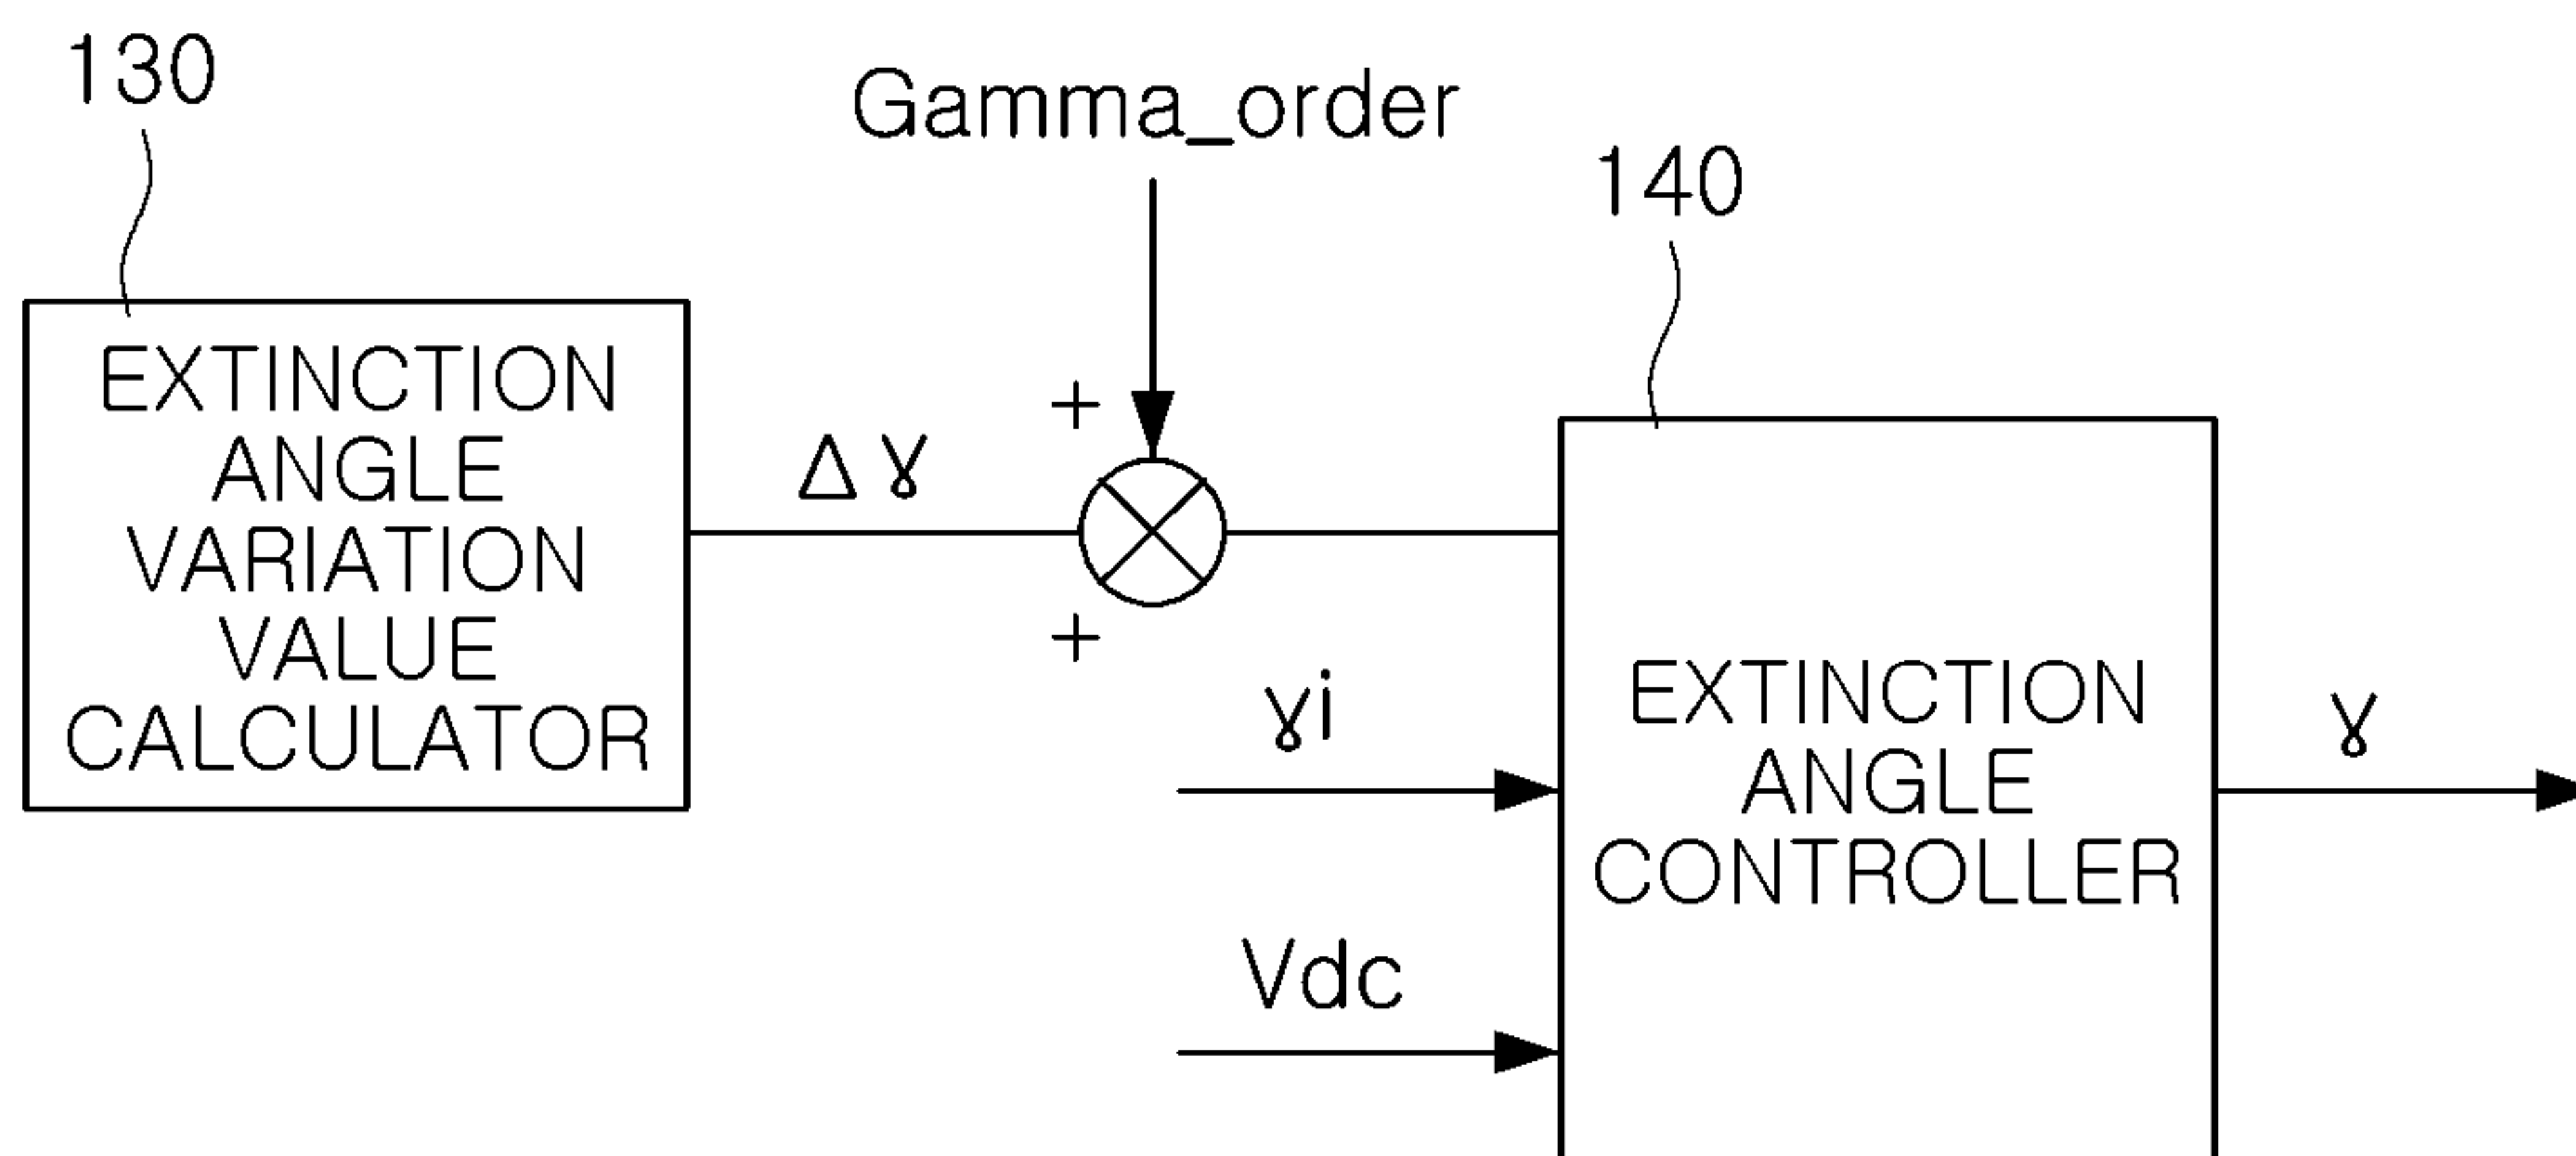 130
Gamma_order
140
EXTINCTION
ANGLE
VARIATION
VALUE
CALCULATOR
Δγ
+
+
γi
Vdc
EXTINCTION
ANGLE
CONTROLLER
γ